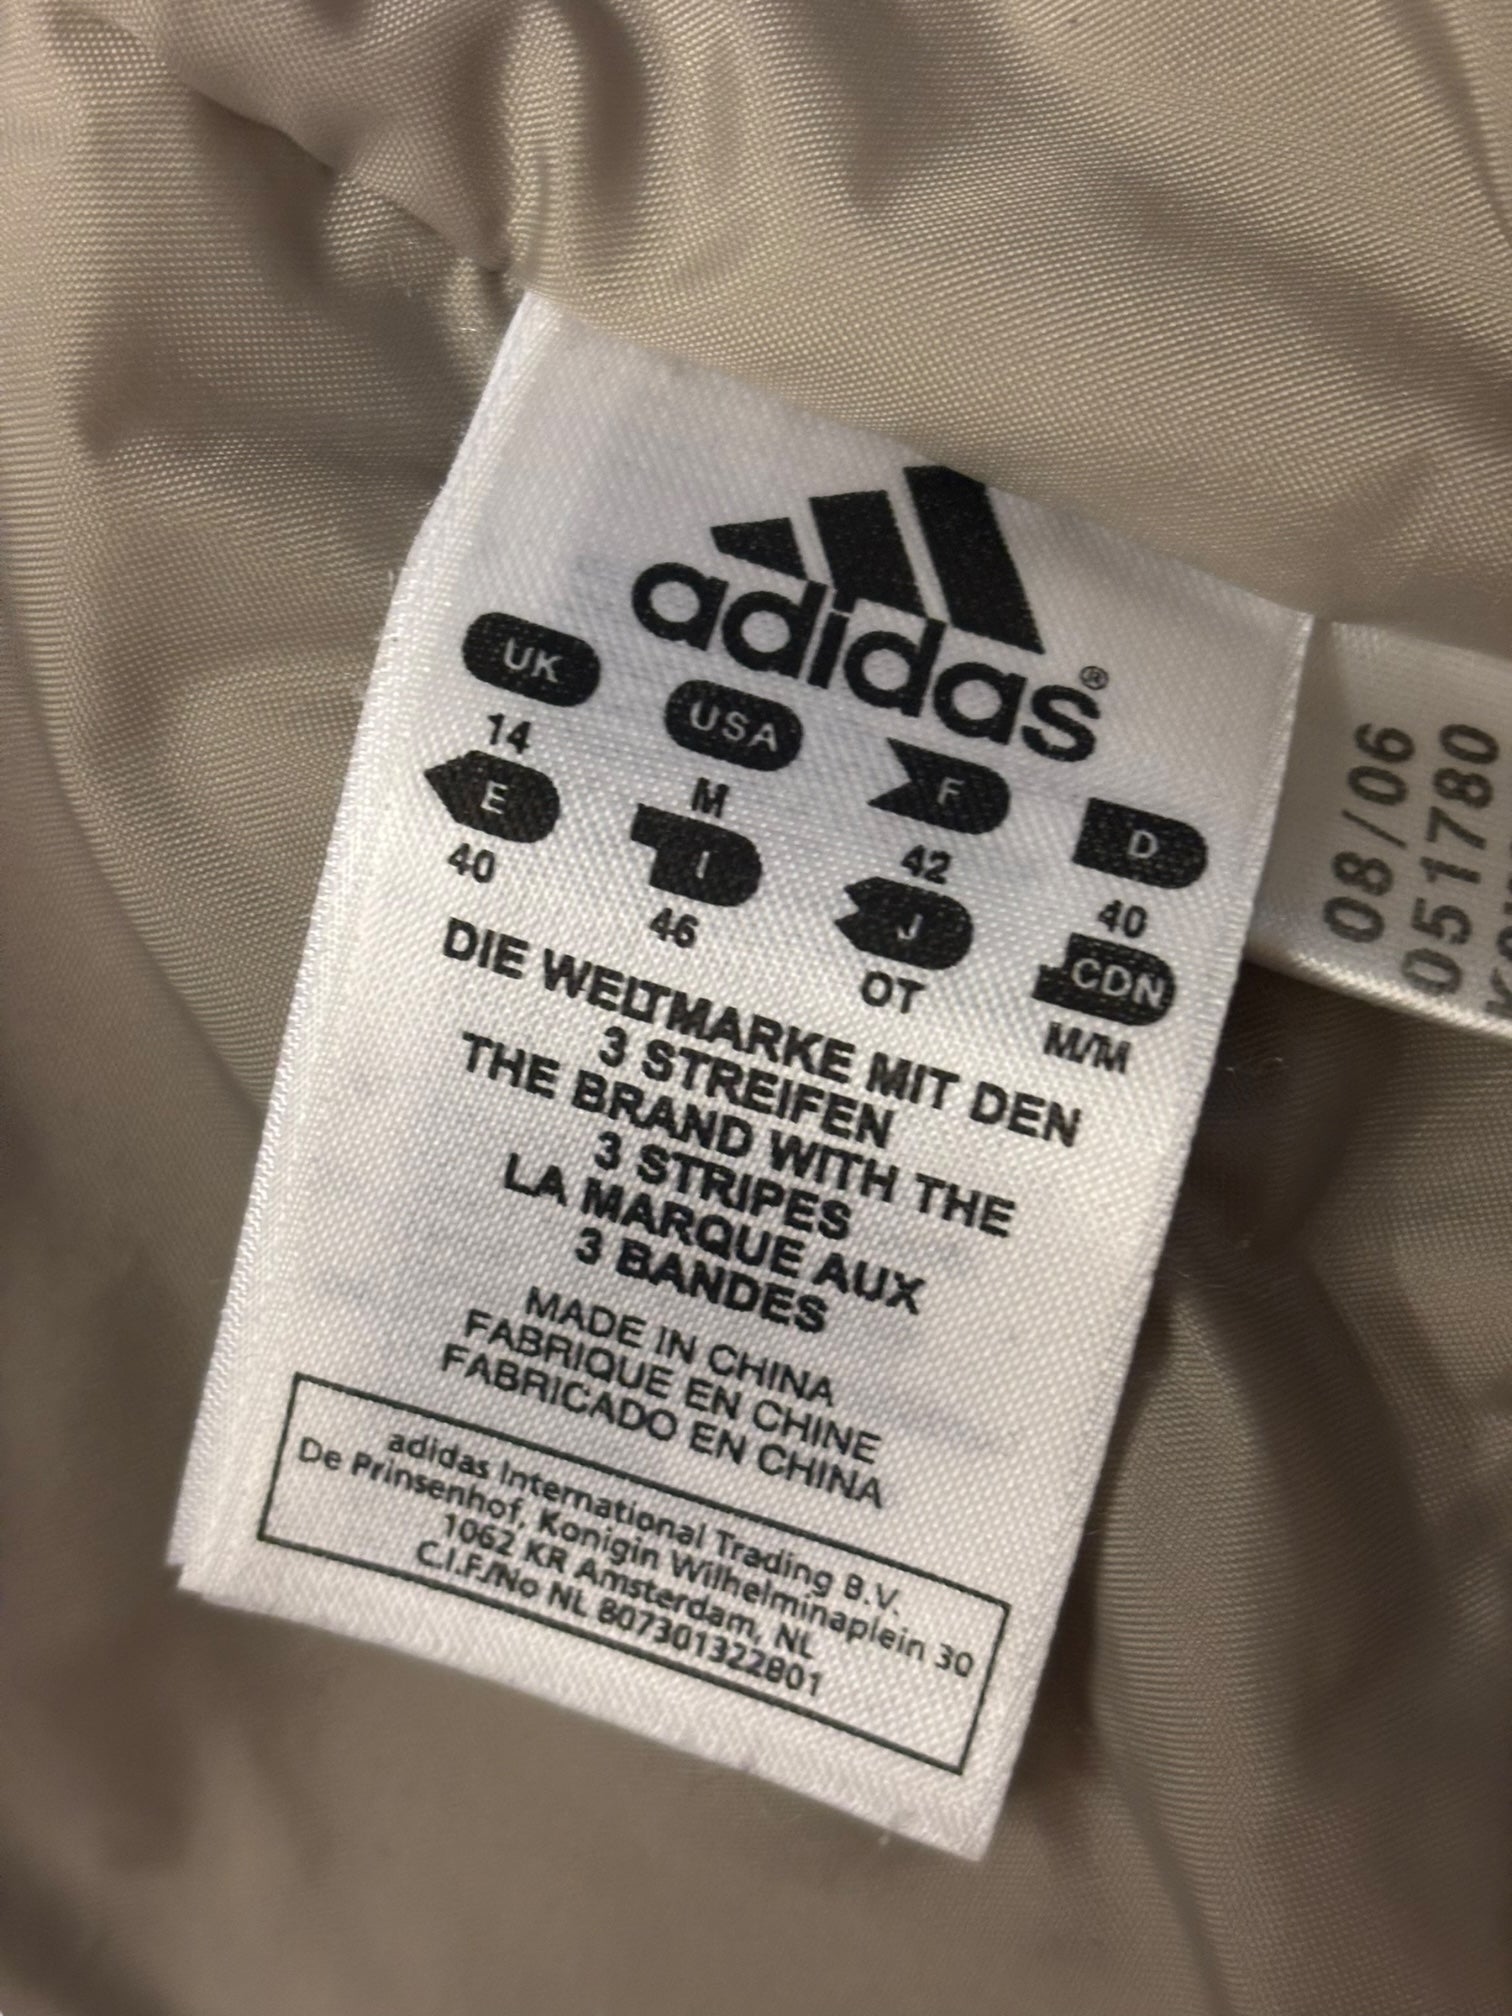 adidas®
UK USA F D
14 M 42 40
E I J CDN
40 46 OT M/M
DIE WELTMARKE MIT DEN
3 STREIFEN
THE BRAND WITH THE
3 STRIPES
LA MARQUE AUX
3 BANDES
MADE IN CHINA
FABRIQUE EN CHINE
FABRICADO EN CHINA
adidas International Trading B.V.
De Prinsenhof, Konigin Wilhelminaplein 30
1062 KR Amsterdam, NL
C.I.F./No NL 807301322B01
08/06
051780